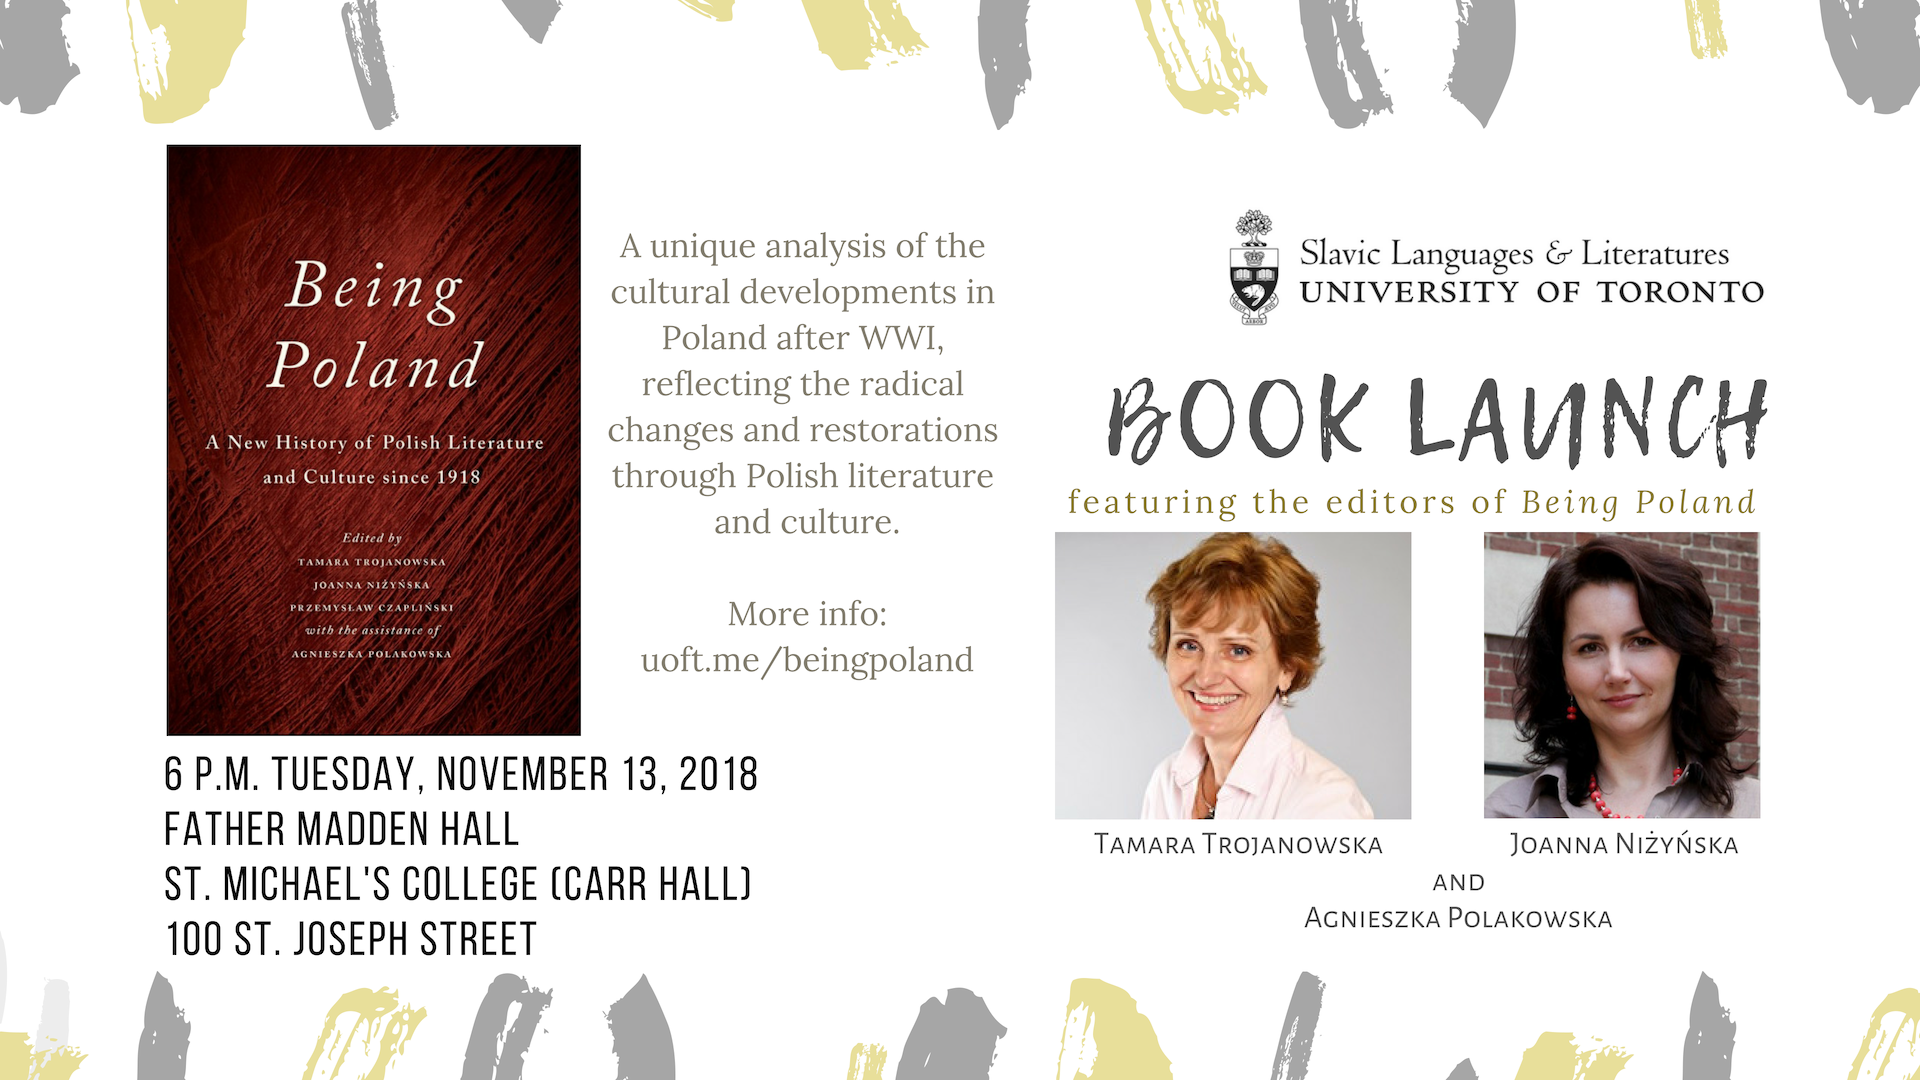 Being
Poland
A New History of Polish Literature
and Culture since 1918
Edited by
TAMARA TROJANOWSKA
JOANNA NIŻYŃSKA
PRZEMYSŁAW CZAPLIŃSKI
with the assistance of
AGNIESZKA POLAKOWSKA
A unique analysis of the
cultural developments in
Poland after WWI,
reflecting the radical
changes and restorations
through Polish literature
and culture.
More info:
uoft.me/beingpoland
6 P.M. TUESDAY, NOVEMBER 13, 2018
FATHER MADDEN HALL
ST. MICHAEL'S COLLEGE (CARR HALL)
100 ST. JOSEPH STREET
Slavic Languages & Literatures
UNIVERSITY OF TORONTO
BOOK LAUNCH
featuring the editors of Being Poland
TAMARA TROJANOWSKA
JOANNA NIŻYŃSKA
AND
AGNIESZKA POLAKOWSKA